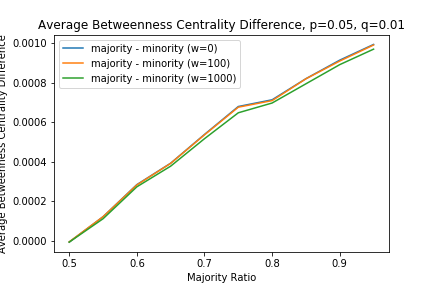 Average Betweenness Centrality Difference, p=0.05, q=0.01
majority - minority (w=0)
majority - minority (w=100)
majority - minority (w=1000)
Average Betweenness Centrality Difference
0.0010
0.0008
0.0006
0.0004
0.0002
0.0000
0.5 0.6 0.7 0.8 0.9
Majority Ratio